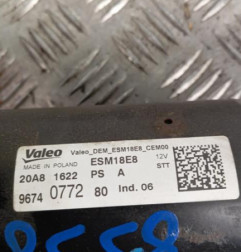 Valeo Valeo_DEM_ESM18E8_CEM00
MADE IN POLAND ESM18E8 12V
20A8 1622 PS A STT
9674 0772 80 Ind. 06